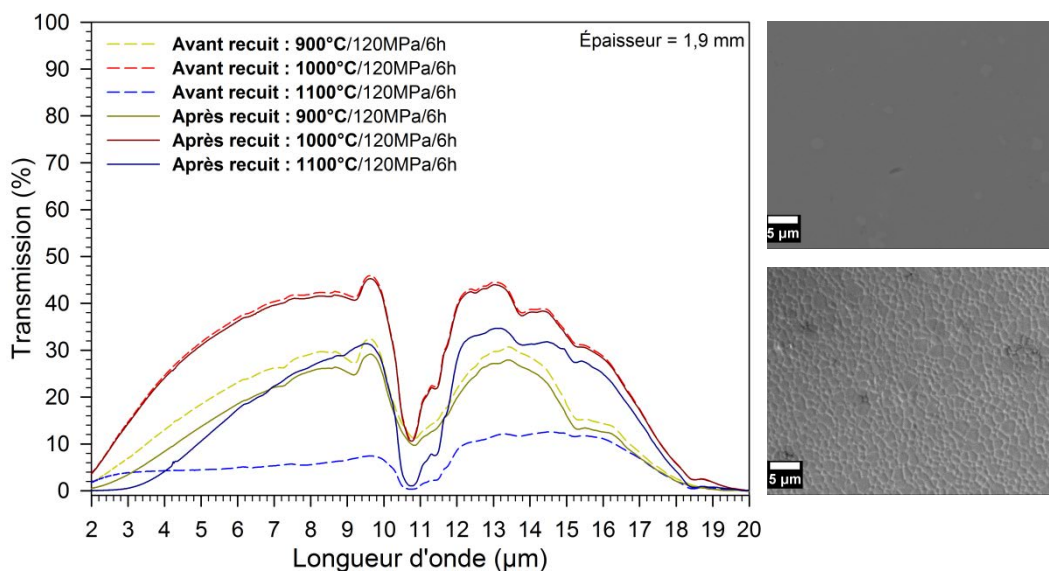 100
90
80
70
60
50
40
30
20
10
0
Transmission (%)
Avant recuit : 900°C/120MPa/6h
Avant recuit : 1000°C/120MPa/6h
Avant recuit : 1100°C/120MPa/6h
Après recuit : 900°C/120MPa/6h
Après recuit : 1000°C/120MPa/6h
Après recuit : 1100°C/120MPa/6h
Épaisseur = 1,9 mm
2 3 4 5 6 7 8 9 10 11 12 13 14 15 16 17 18 19 20
Longueur d'onde (µm)
5 µm
5 µm